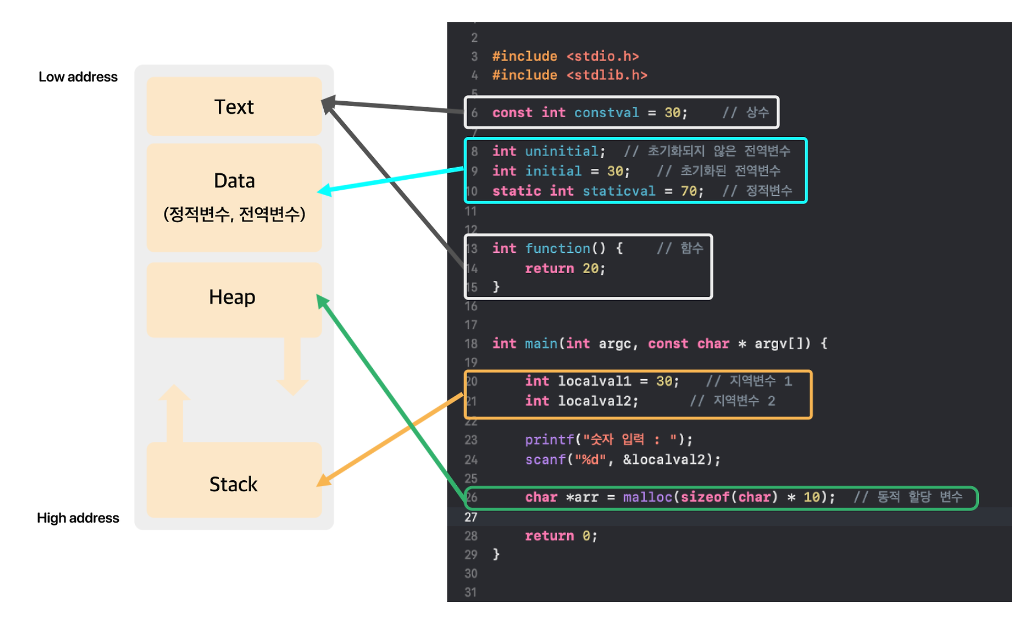 Low address
Text
Data
(정적변수, 전역변수)
Heap
Stack
High address
2
3 #include <stdio.h>
4 #include <stdlib.h>
5
6 const int constval = 30; // 상수
7
8 int uninitial; // 초기화되지 않은 전역변수
9 int initial = 30; // 초기화된 전역변수
10 static int staticval = 70; // 정적변수
11
12
13 int function() { // 함수
14 return 20;
15 }
16
17
18 int main(int argc, const char * argv[]) {
19
20 int localval1 = 30; // 지역변수 1
21 int localval2; // 지역변수 2
22
23 printf("숫자 입력 : ");
24 scanf("%d", &localval2);
25
26 char *arr = malloc(sizeof(char) * 10); // 동적 할당 변수
27
28 return 0;
29 }
30
31